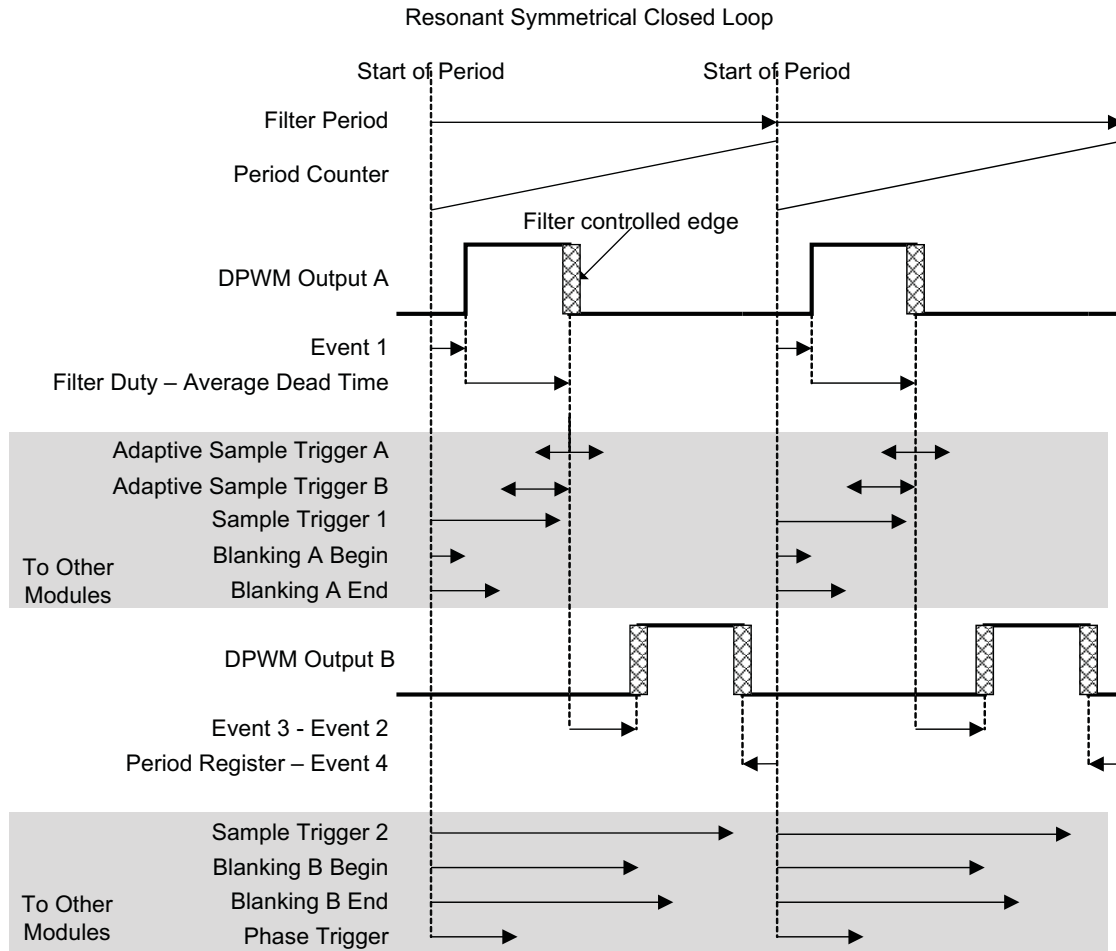 Resonant Symmetrical Closed Loop
Start of Period
Start of Period
Filter Period
Period Counter
Filter controlled edge
DPWM Output A
Event 1
Filter Duty – Average Dead Time
Adaptive Sample Trigger A
Adaptive Sample Trigger B
Sample Trigger 1
Blanking A Begin
To Other
Modules
Blanking A End
DPWM Output B
Event 3 - Event 2
Period Register – Event 4
Sample Trigger 2
Blanking B Begin
Blanking B End
To Other
Modules
Phase Trigger